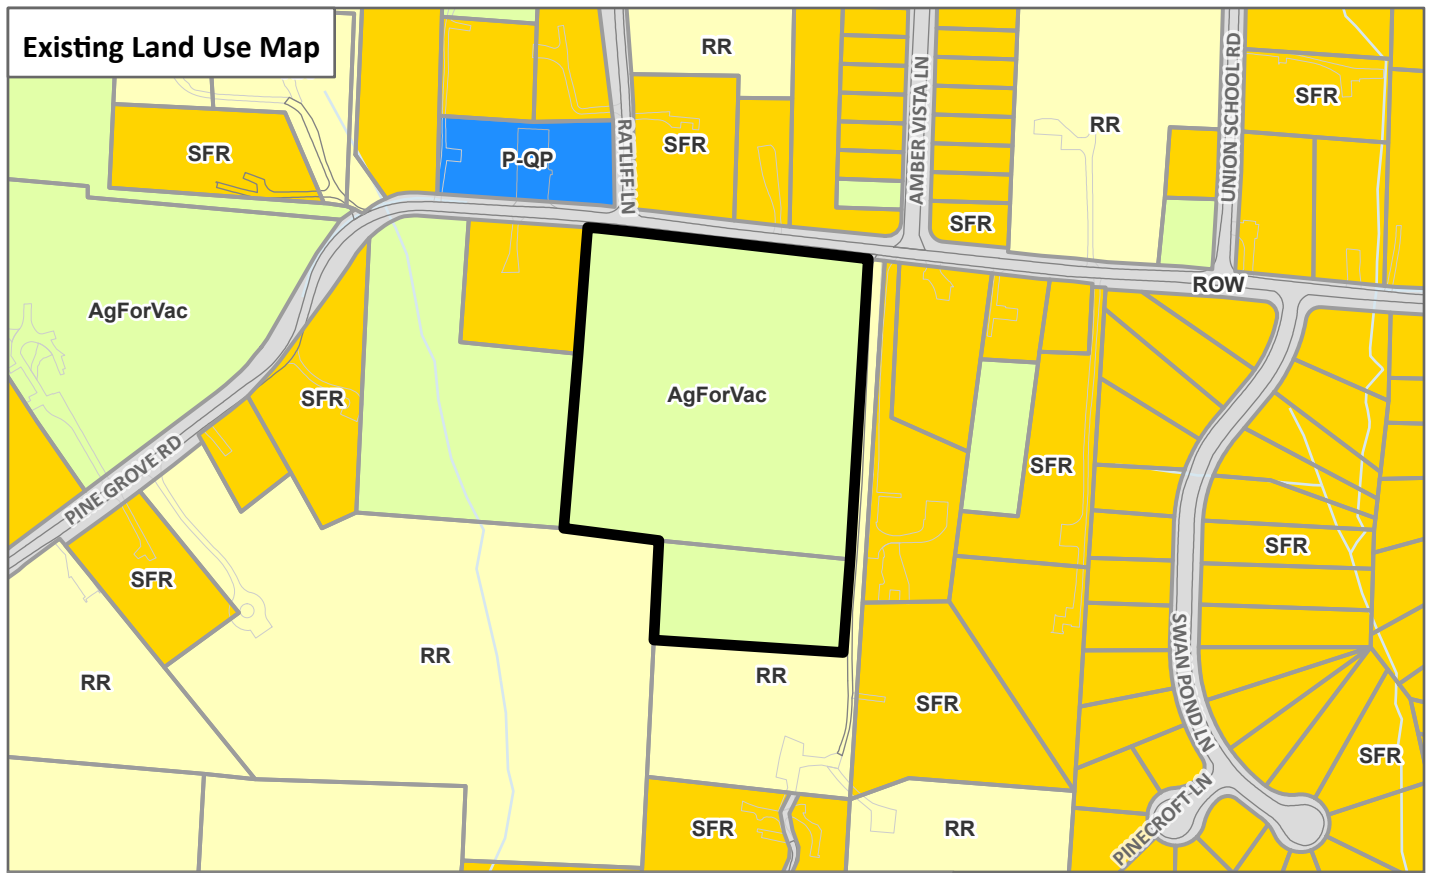 Existing Land Use Map
RR
SFR
RR
SFR
P-QP
SFR
RATLIFF LN
AMBER VISTA LN
UNION SCHOOL RD
SFR
ROW
AgForVac
AgForVac
SFR
PINE GROVE RD
SFR
SFR
SFR
RR
RR
RR
SFR
SWAN POND LN
SFR
SFR
RR
PINECROFT LN